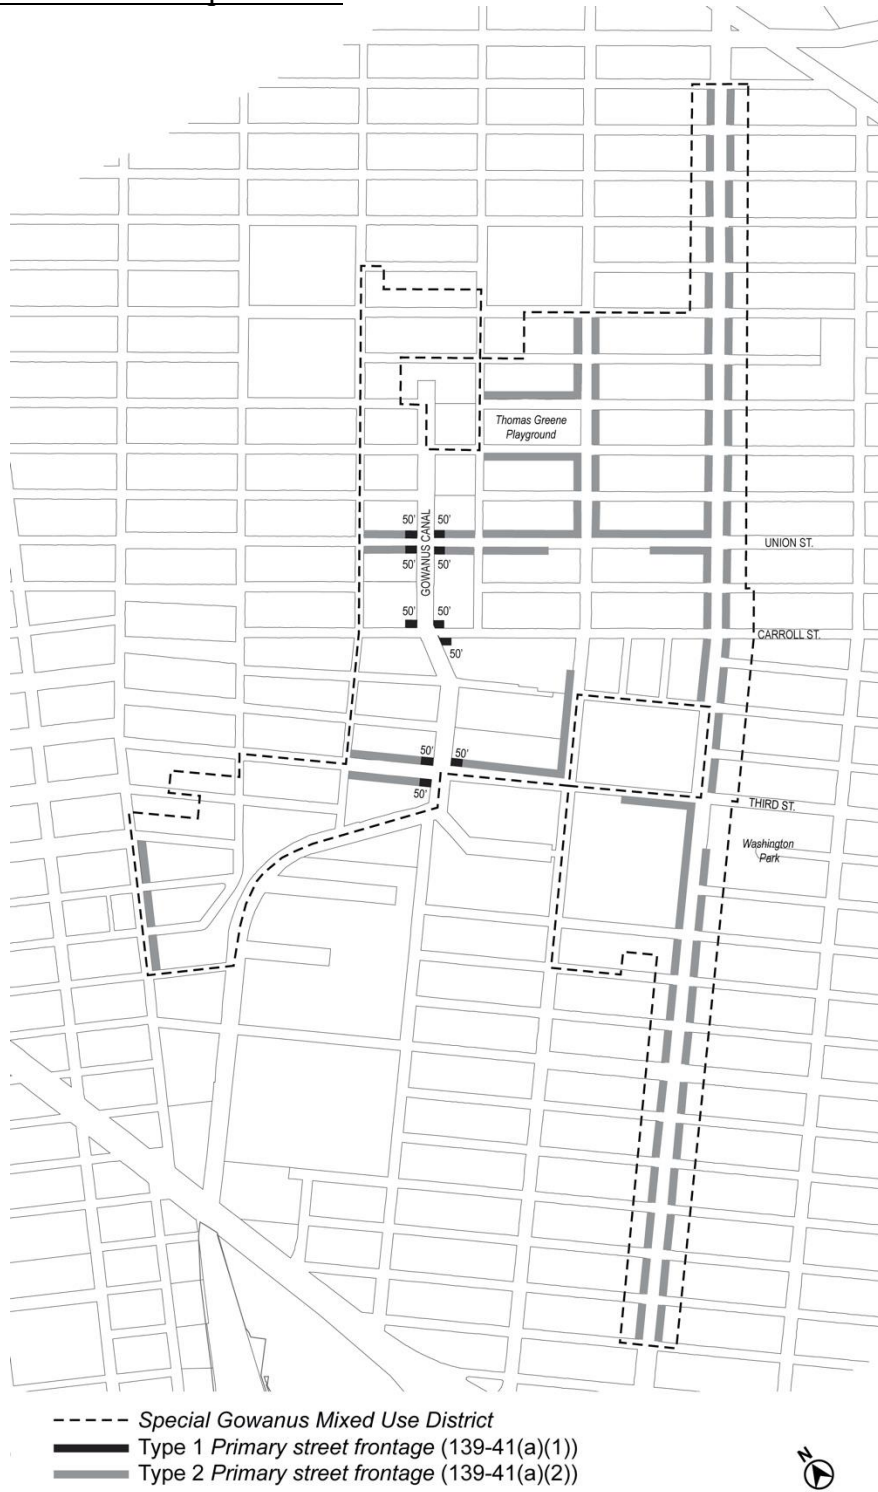 Thomas Greene
Playground
50'
50'
GOWANUS CANAL
UNION ST.
50'
50'
50'
50'
CARROLL ST.
50'
50'
50'
50'
THIRD ST.
Washington
Park
Special Gowanus Mixed Use District
Type 1 Primary street frontage (139-41(a)(1))
Type 2 Primary street frontage (139-41(a)(2))
N